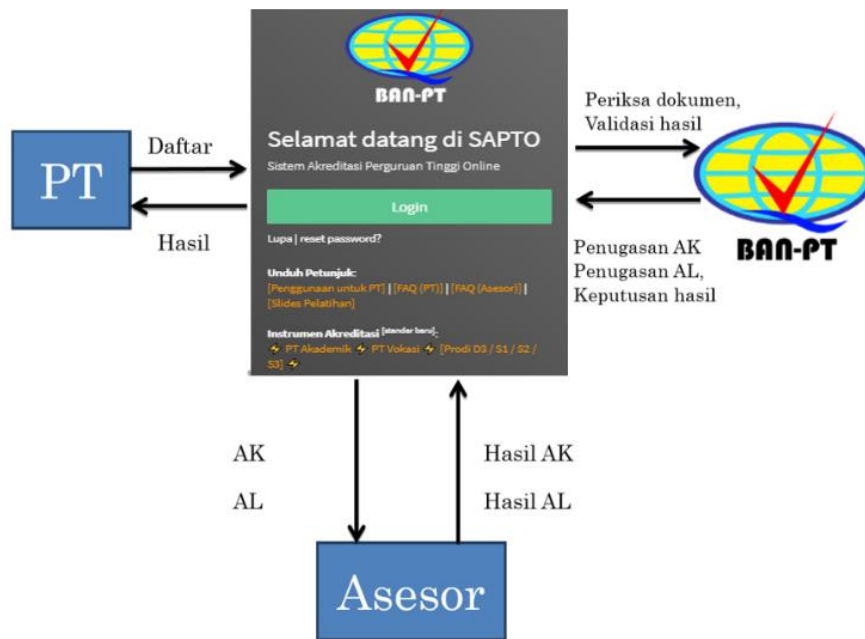 BAN-PT
Selamat datang di SAPTO
Sistem Akreditasi Perguruan Tinggi Online
Login
Lupa | reset password?
Unduh Petunjuk:
[Penggunaan untuk PT] | [FAQ (PT)] | [FAQ (Asesor)] |
[Slides Pelatihan]
Instrumen Akreditasi [standar baru]:
PT Akademik PT Vokasi [Prodi D3 / S1 / S2 /
S3]
PT
Daftar
Hasil
Periksa dokumen,
Validasi hasil
BAN-PT
Penugasan AK
Penugasan AL,
Keputusan hasil
AK
AL
Hasil AK
Hasil AL
Asesor